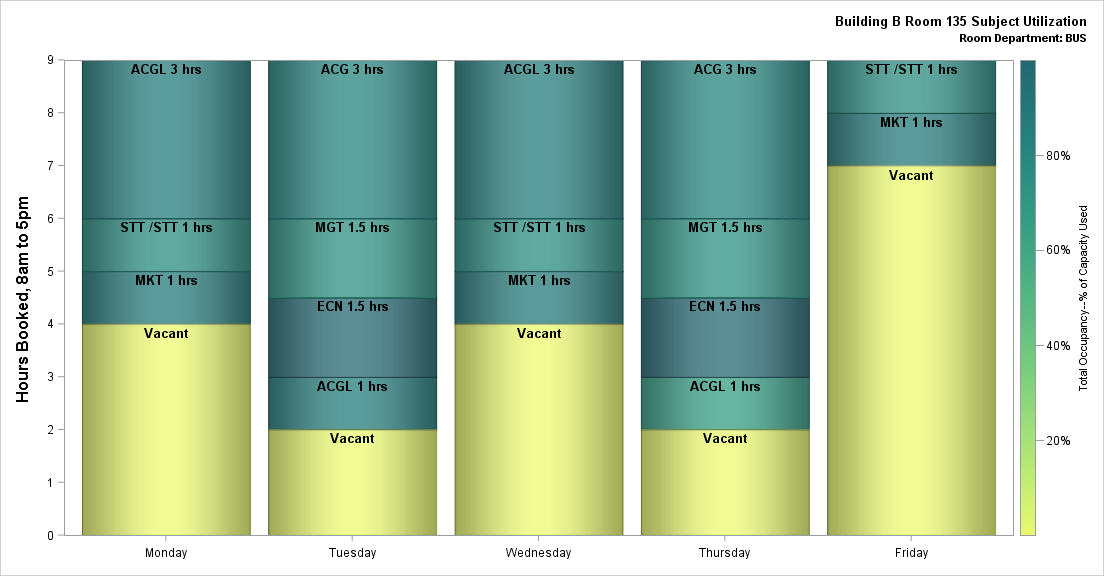 Building B Room 135 Subject Utilization
Room Department: BUS
Hours Booked, 8am to 5pm
9
8
7
6
5
4
3
2
1
0
ACGL 3 hrs
STT /STT 1 hrs
MKT 1 hrs
Vacant
Monday
ACG 3 hrs
MGT 1.5 hrs
ECN 1.5 hrs
ACGL 1 hrs
Vacant
Tuesday
ACGL 3 hrs
STT /STT 1 hrs
MKT 1 hrs
Vacant
Wednesday
ACG 3 hrs
MGT 1.5 hrs
ECN 1.5 hrs
ACGL 1 hrs
Vacant
Thursday
STT /STT 1 hrs
MKT 1 hrs
Vacant
Friday
80%
60%
40%
20%
Total Occupancy--% of Capacity Used